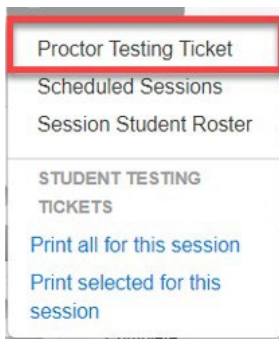 Proctor Testing Ticket
Scheduled Sessions
Session Student Roster
STUDENT TESTING
TICKETS
Print all for this session
Print selected for this
session